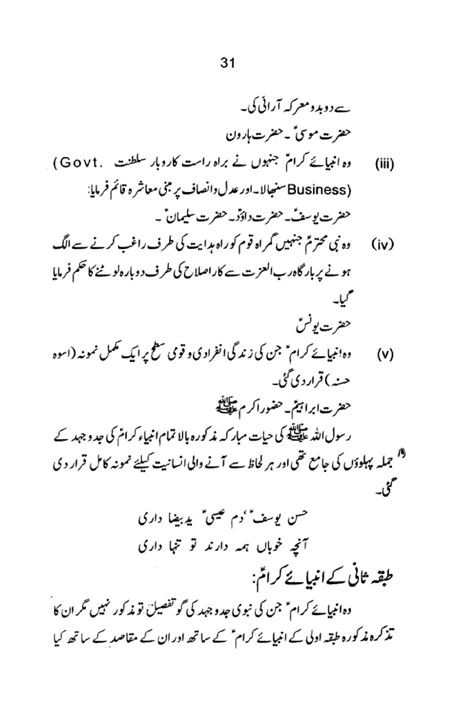 31
سے دوبدو معرکہ آرائی کی۔
حضرت موسیٰؑ ۔ حضرت ہارون
(iii) وہ انبیائے کرامؑ جنہوں نے براہ راست کاروبار سلطنت (Govt.
Business) سنبھالا۔ اور عدل وانصاف پر مبنی معاشرہ قائم فرمایا:
حضرت یوسفؑ۔ حضرت داؤدؑ۔ حضرت سلیمانؑ ۔
(iv) وہ نبی محترمؑ جنہیں گمراہ قوم کو راہ ہدایت کی طرف راغب کرنے سے الگ
ہونے پر بارگاہ رب العزت سے کار اصلاح کی طرف دوبارہ لوٹنے کا حکم فرمایا
گیا۔
حضرت یونسؑ
(v) وہ انبیائے کرامؑ جن کی زندگی انفرادی و قومی سطح پر ایک مکمل نمونہ (اسوہ
حسنہ) قرار دی گئی۔
حضرت ابراہیمؑ۔ حضور اکرم ﷺ
رسول اللہ ﷺ کی حیات مبارکہ مذکورہ بالا تمام انبیاء کرامؑ کی جدوجہد کے
جملہ پہلوؤں کی جامع تھی اور ہر لحاظ سے آنے والی انسانیت کیلئے نمونہ کامل قرار دی
گئی۔
حسن یوسفؑ ، دم عیسیٰؑ یدبیضا داری
آنچہ خوباں ہمہ دارند تو تنہا داری
طبقہ ثانی کے انبیائے کرامؑ:
وہ انبیائے کرامؑ جن کی نبوی جدوجہد کی گو تفصیل تو مذکور نہیں مگر ان کا
تذکرہ مذکورہ طبقہ اولیٰ کے انبیائے کرامؑ کے ساتھ اور ان کے مقاصد کے ساتھ کیا